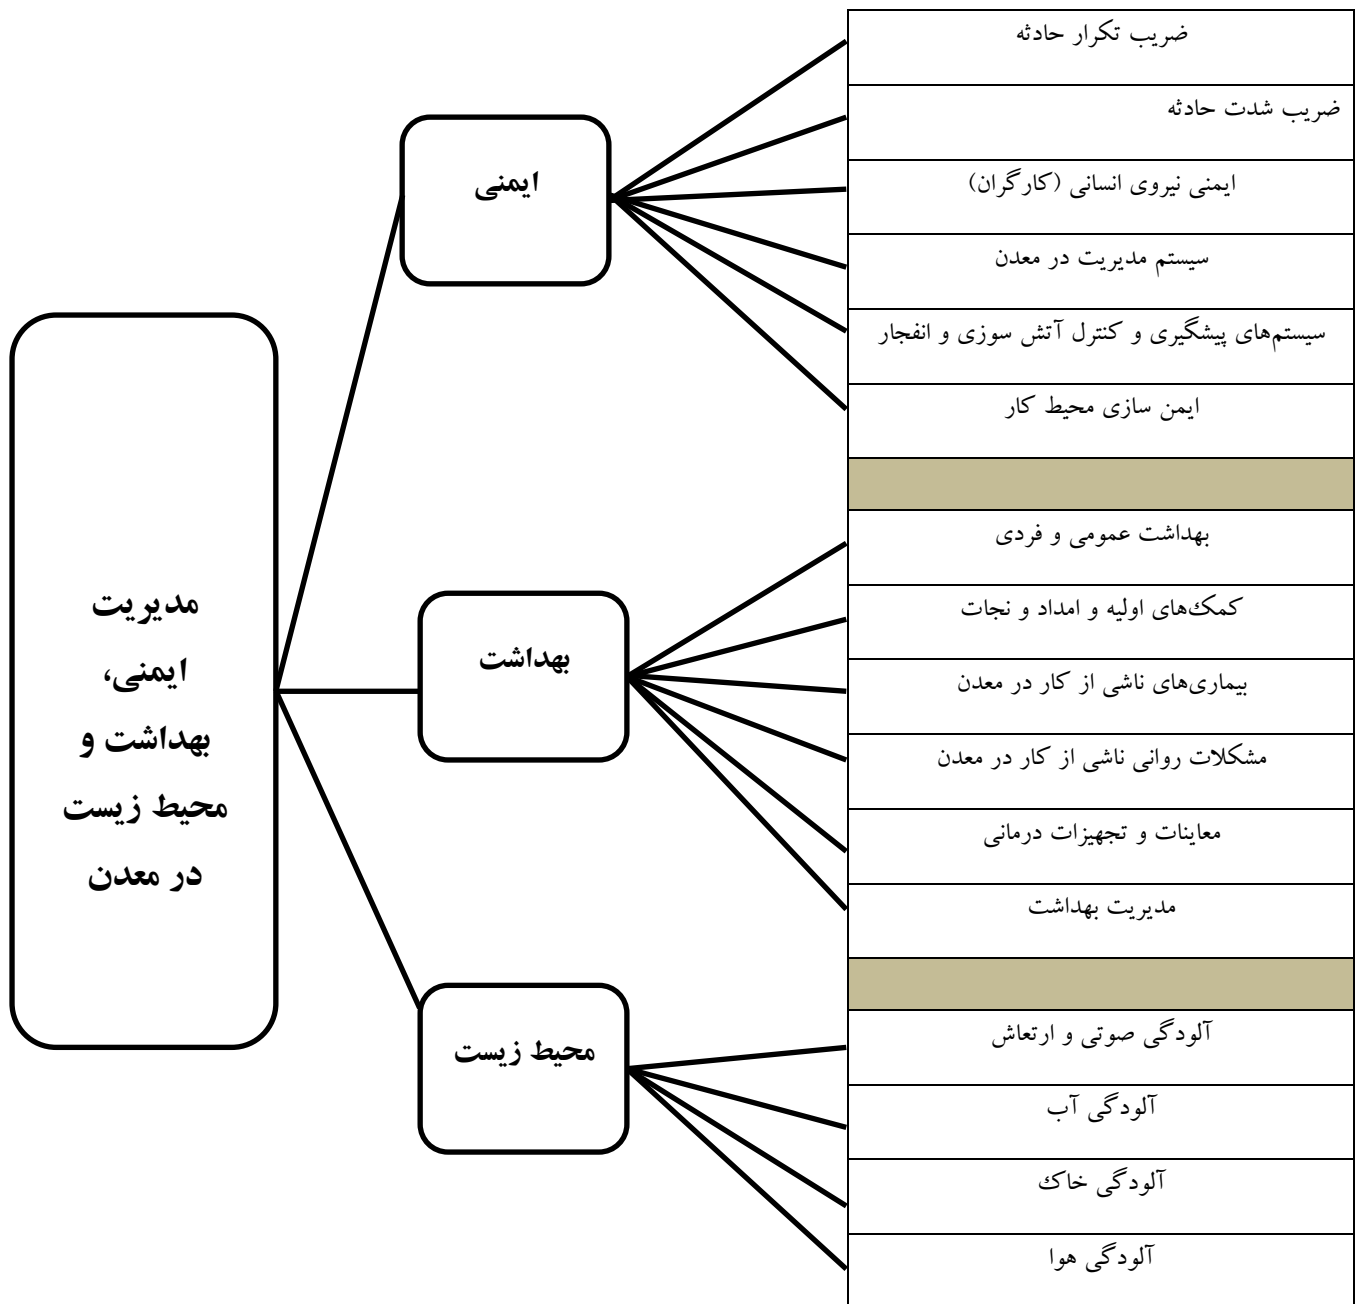 مدیریت
ایمنی،
بهداشت و
محیط زیست
در معدن
ایمنی
ضریب تکرار حادثه
ضریب شدت حادثه
ایمنی نیروی انسانی (کارگران)
سیستم مدیریت در معدن
سیستم‌های پیشگیری و کنترل آتش سوزی و انفجار
ایمن سازی محیط کار
بهداشت
بهداشت عمومی و فردی
کمک‌های اولیه و امداد و نجات
بیماری‌های ناشی از کار در معدن
مشکلات روانی ناشی از کار در معدن
معاینات و تجهیزات درمانی
مدیریت بهداشت
محیط زیست
آلودگی صوتی و ارتعاش
آلودگی آب
آلودگی خاک
آلودگی هوا